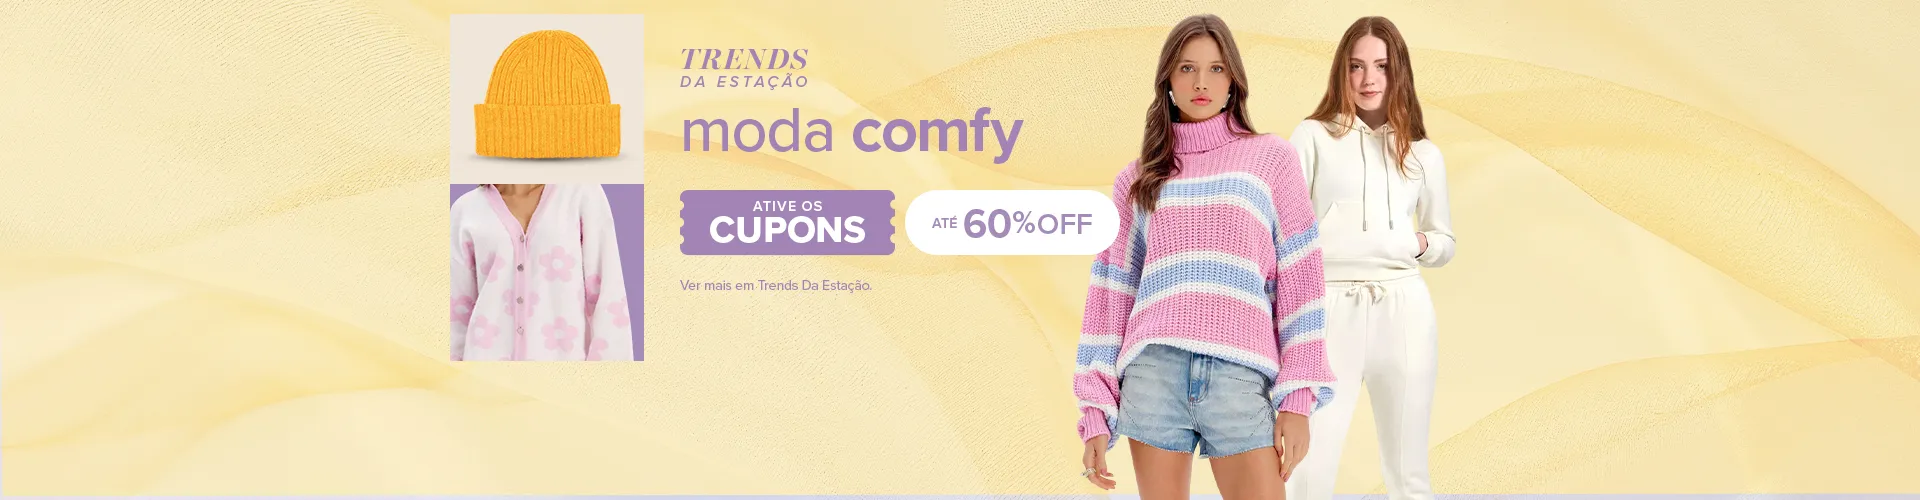 TRENDS
DA ESTAÇÃO
moda comfy
ATIVE OS
CUPONS
ATÉ 60%OFF
Ver mais em Trends Da Estação.